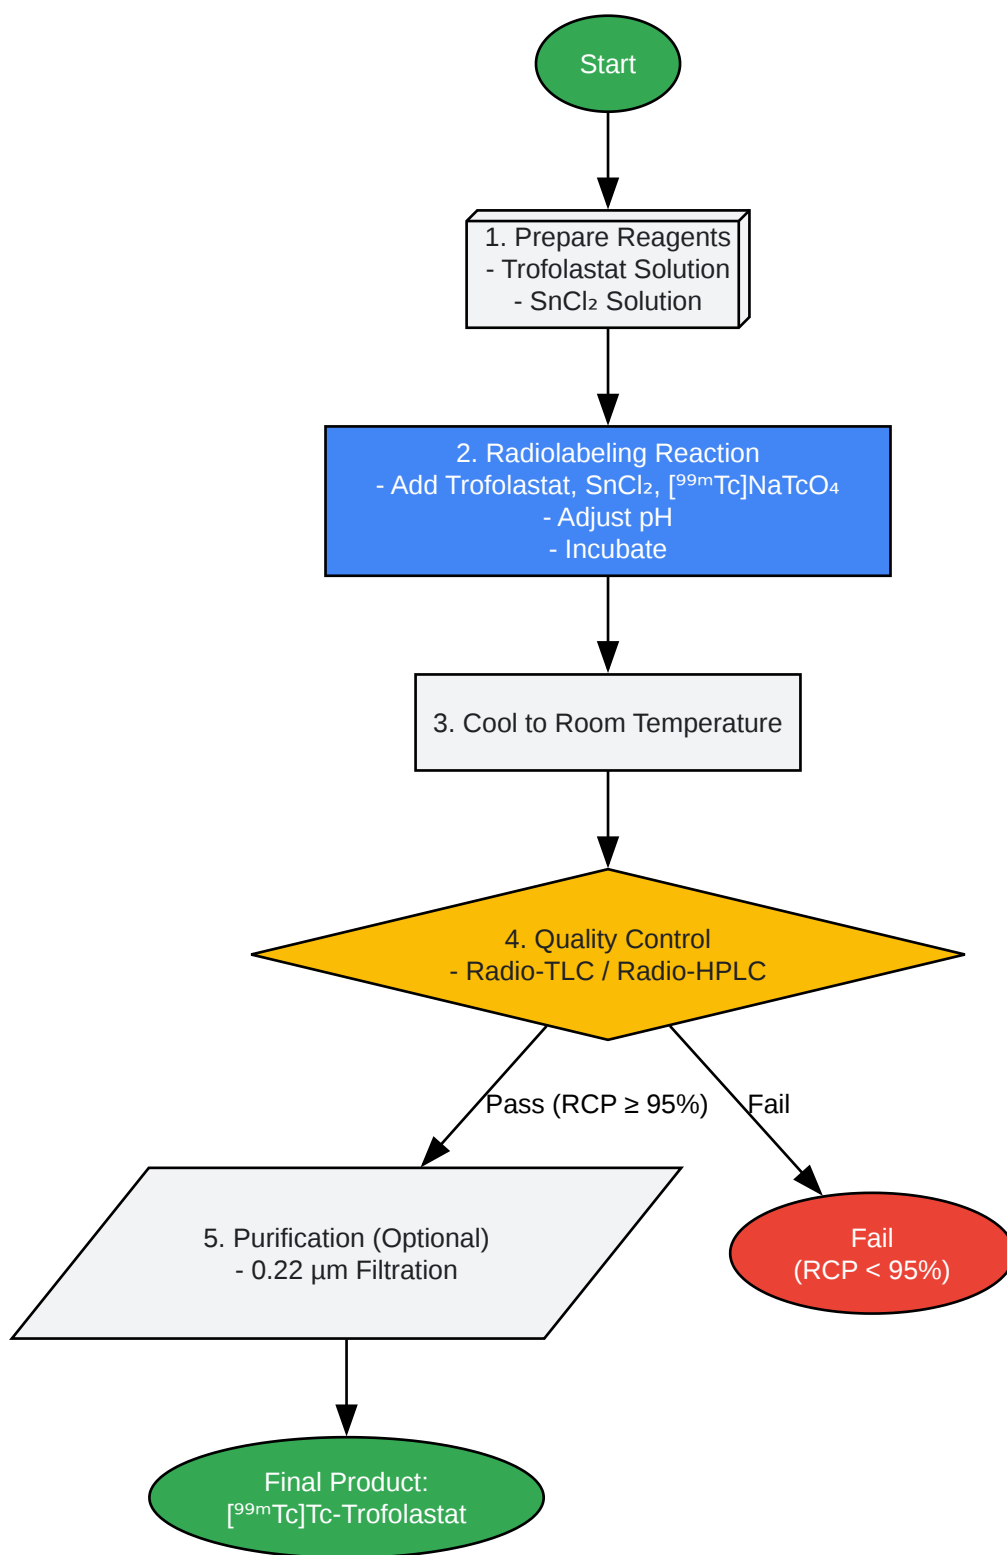 Start
1. Prepare Reagents
- Trofolastat Solution
- SnCl₂ Solution
2. Radiolabeling Reaction
- Add Trofolastat, SnCl₂, [⁹⁹ᵐTc]NaTcO₄
- Adjust pH
- Incubate
3. Cool to Room Temperature
4. Quality Control
- Radio-TLC / Radio-HPLC
Pass (RCP ≥ 95%)
Fail
5. Purification (Optional)
- 0.22 µm Filtration
Fail
(RCP < 95%)
Final Product:
[⁹⁹ᵐTc]Tc-Trofolastat